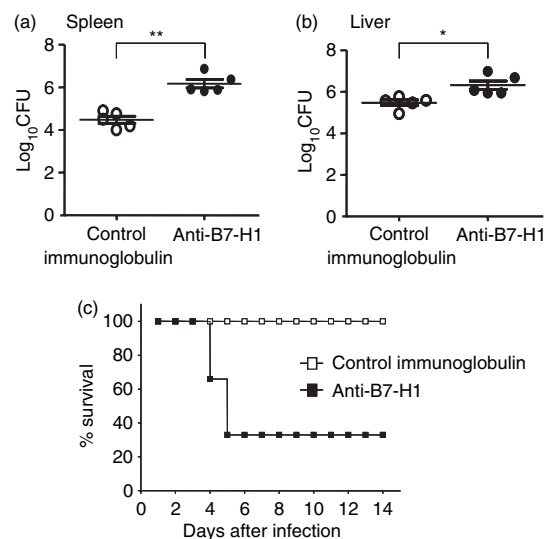 (a) Spleen
**
8
6
4
2
0
Log10CFU
Control immunoglobulin
Anti-B7-H1
(b) Liver
*
8
6
4
2
0
Log10CFU
Control immunoglobulin
Anti-B7-H1
(c)
100
80
60
40
20
0
% survival
0 2 4 6 8 10 12 14
Days after infection
Control immunoglobulin
Anti-B7-H1